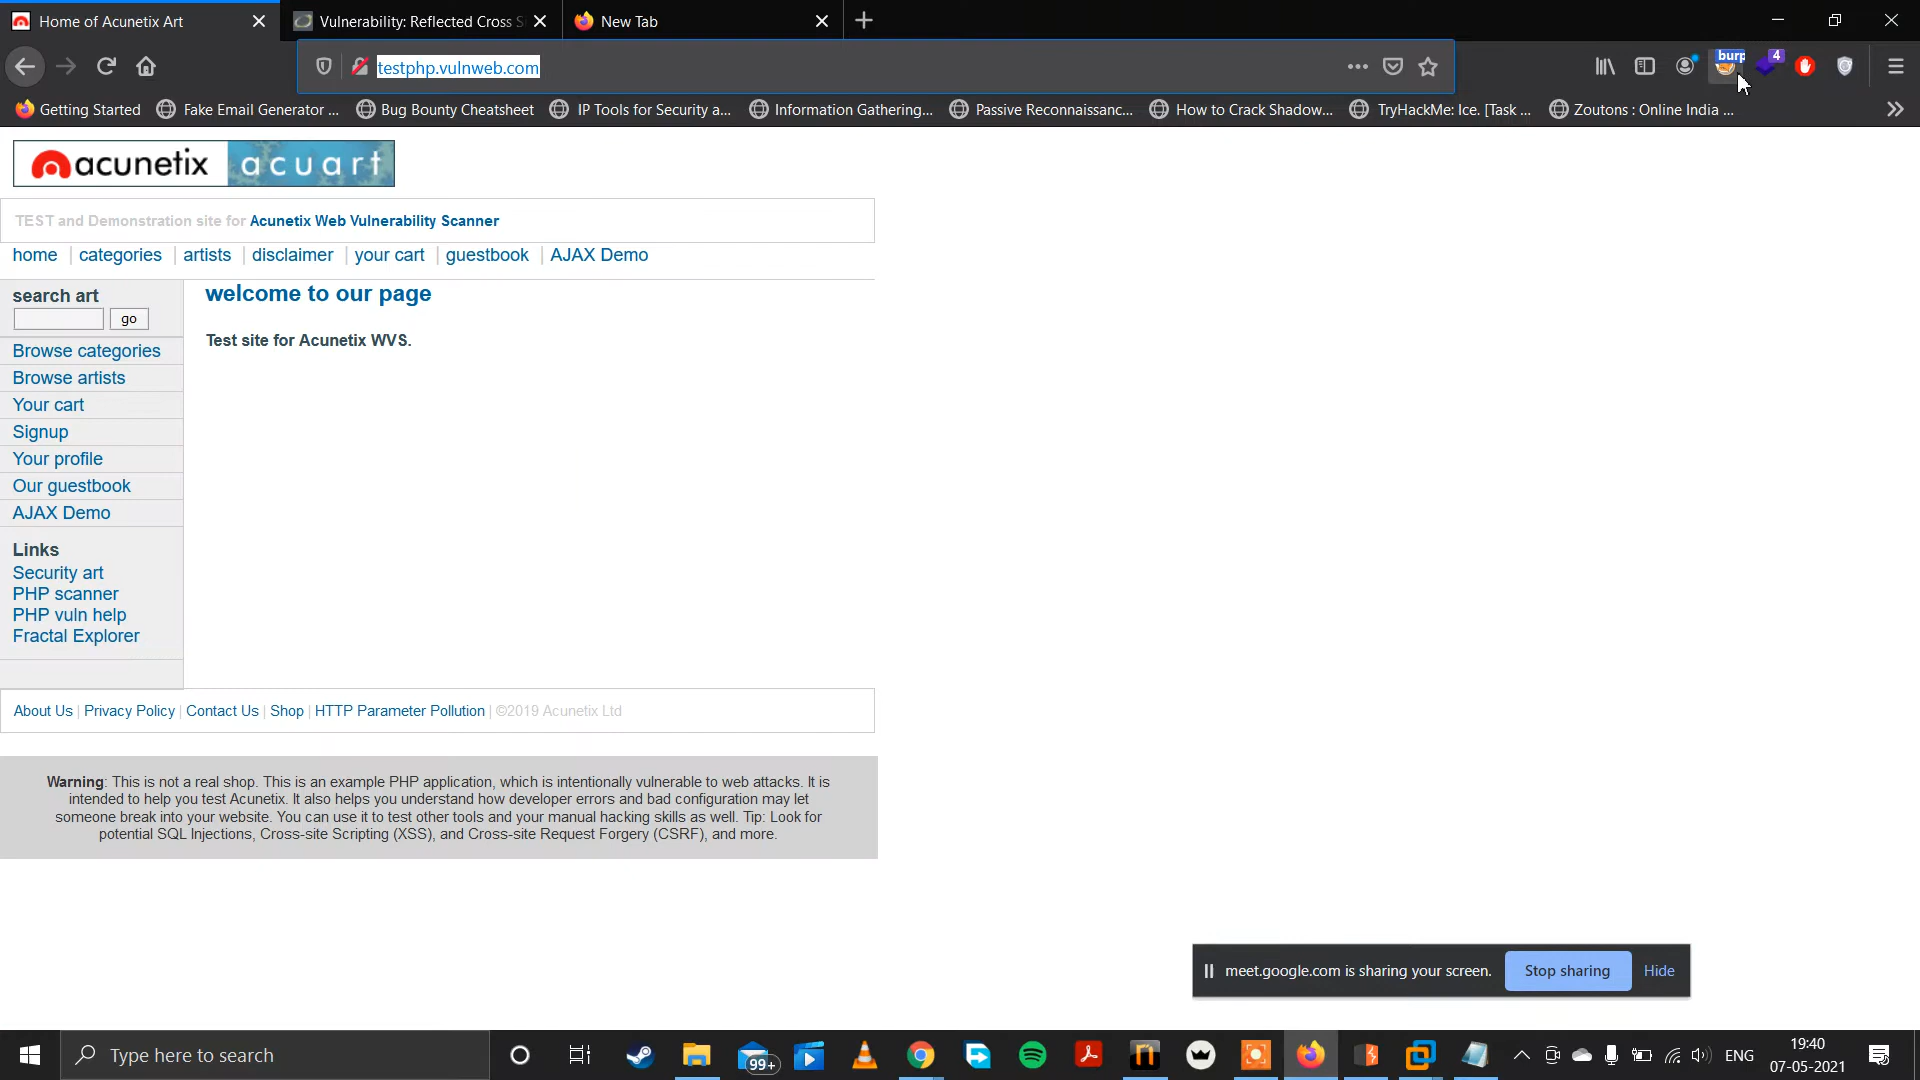 Home of Acunetix Art
Vulnerability: Reflected Cross S
New Tab
testphp.vulnweb.com
burp
4
Getting Started
Fake Email Generator ...
Bug Bounty Cheatsheet
IP Tools for Security a...
Information Gathering...
Passive Reconnaissanc...
How to Crack Shadow...
TryHackMe: Ice. [Task ...
Zoutons : Online India ...
acunetix acuart
TEST and Demonstration site for Acunetix Web Vulnerability Scanner
home | categories | artists | disclaimer | your cart | guestbook | AJAX Demo
search art
go
Browse categories
Browse artists
Your cart
Signup
Your profile
Our guestbook
AJAX Demo
Links
Security art
PHP scanner
PHP vuln help
Fractal Explorer
welcome to our page
Test site for Acunetix WVS.
About Us | Privacy Policy | Contact Us | Shop | HTTP Parameter Pollution | ©2019 Acunetix Ltd
Warning: This is not a real shop. This is an example PHP application, which is intentionally vulnerable to web attacks. It is
intended to help you test Acunetix. It also helps you understand how developer errors and bad configuration may let
someone break into your website. You can use it to test other tools and your manual hacking skills as well. Tip: Look for
potential SQL Injections, Cross-site Scripting (XSS), and Cross-site Request Forgery (CSRF), and more.
meet.google.com is sharing your screen.
Stop sharing
Hide
Type here to search
99+
ENG
19:40
07-05-2021